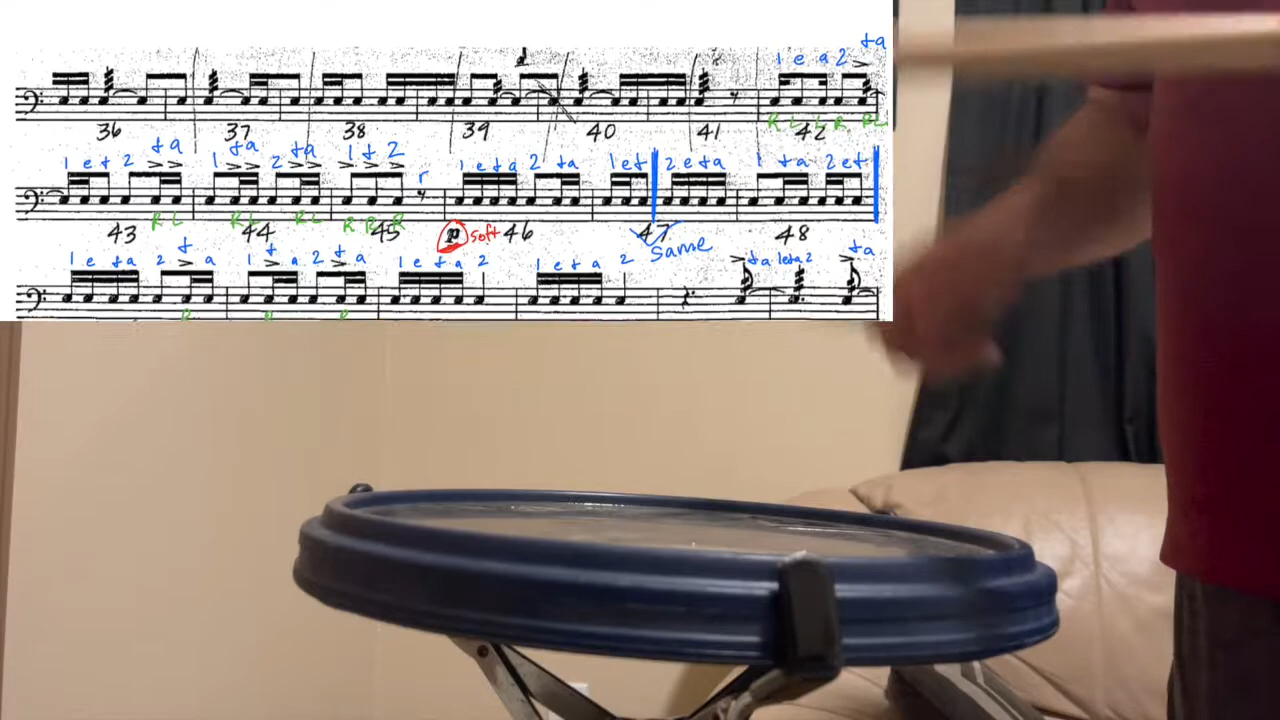 1 e a 2 + a
R L L R R L
36 37 38 39 40 41 42
1 e + 2 + a 1 + a 2 + a 1 + 2 r 1 e + a 2 + a 1 e + 2 e + a 1 + a 2 e +
R L R L R L R R R
43 44 45 p soft 46 47 48
Same
1 e + a 2 + a 1 + a 2 + a 1 e + a 2 1 e + a 2 + a 1 e + a 2 + a